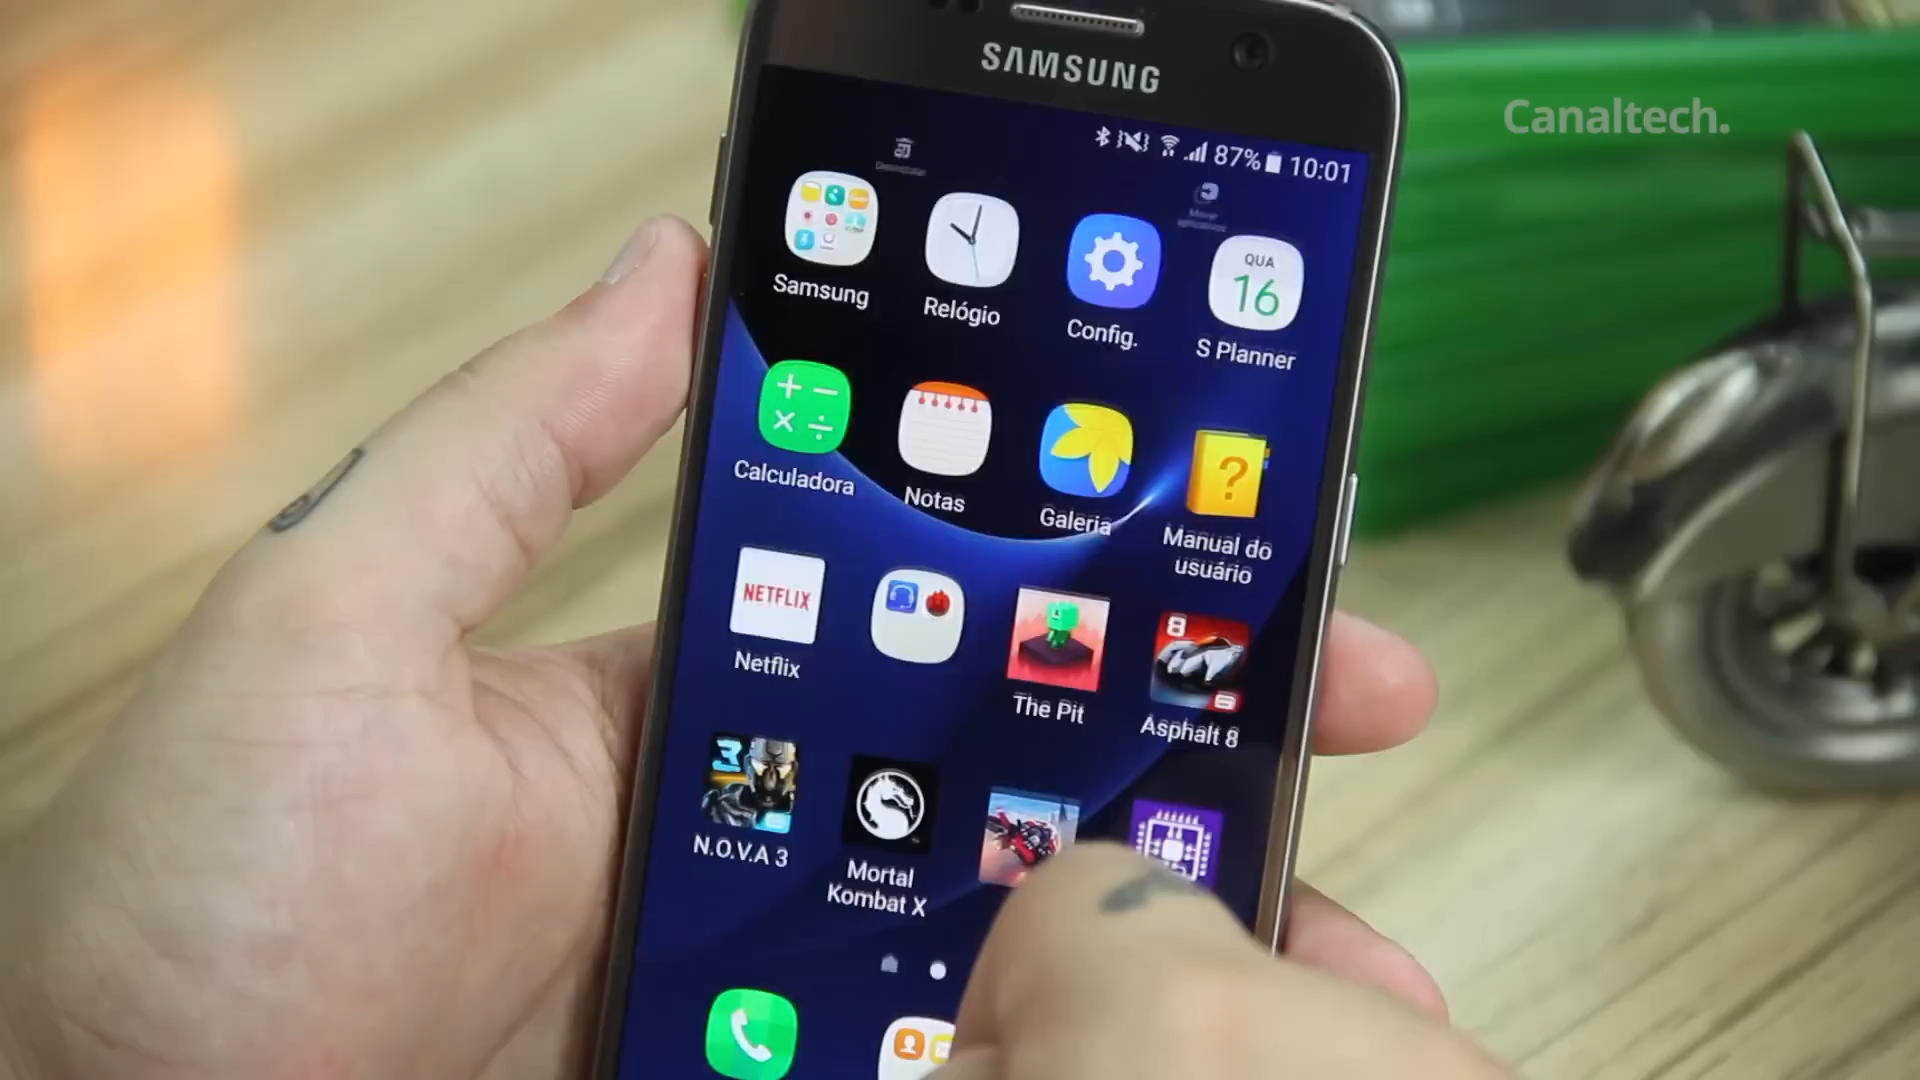 SAMSUNG
Canaltech.
87% 10:01
QUA
16
Samsung
Relógio
Config.
S Planner
Calculadora
Notas
Galeria
?
Manual do
usuário
NETFLIX
8
Netflix
The Pit
Asphalt 8
3
N.O.V.A 3
Mortal
Kombat X